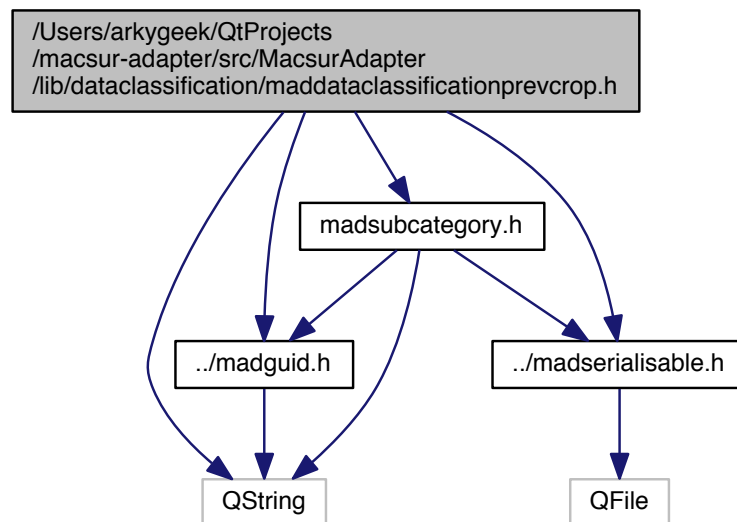 /Users/arkygeek/QtProjects
/macsur-adapter/src/MacsurAdapter
/lib/dataclassification/maddataclassificationprevcrop.h
madsubcategory.h
../madguid.h
../madserialisable.h
QString
QFile